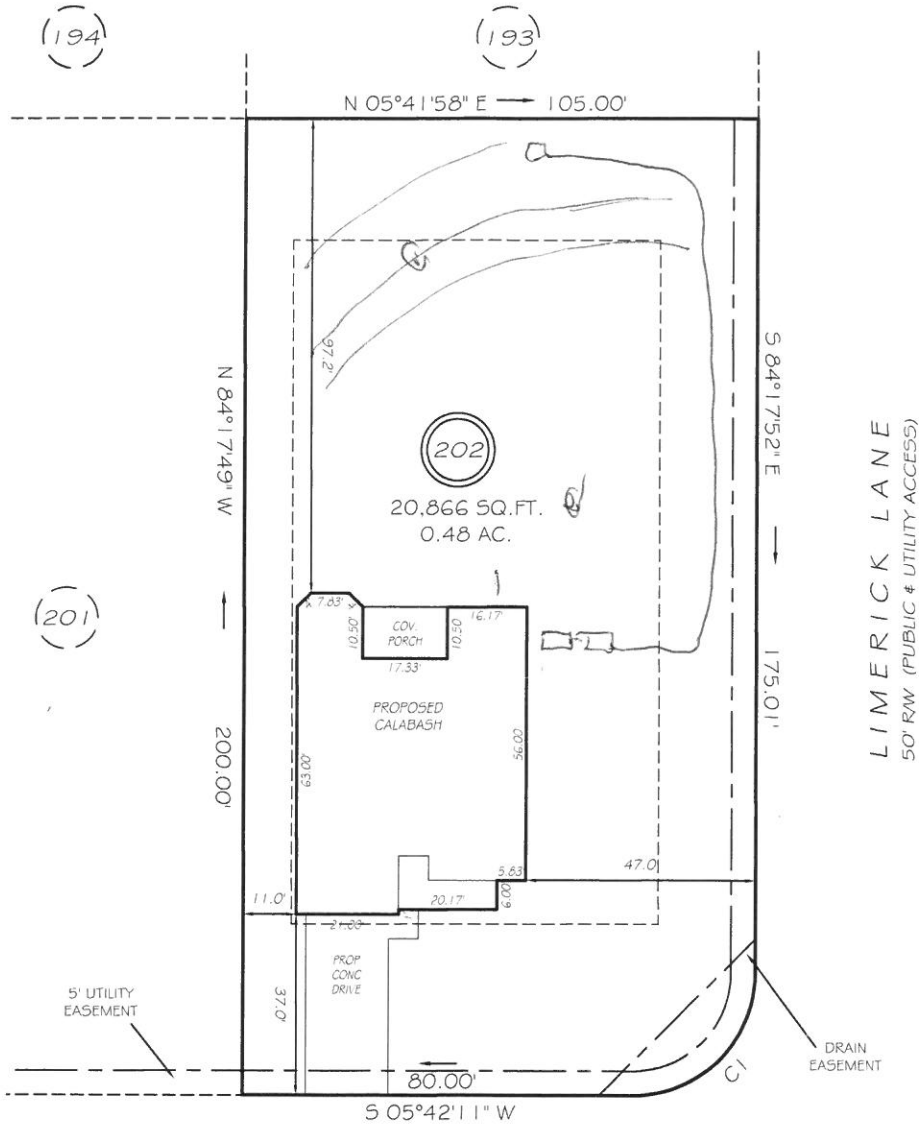 194
193
N 05°41'58" E → 105.00'
97.2'
N 84°17'49" W → 200.00'
S 84°17'52" E → 175.01'
LIMERICK LANE
50' R/W (PUBLIC & UTILITY ACCESS)
202
20,866 SQ.FT.
0.48 AC.
201
7.83'
10.50'
COV.
PORCH
10.50
16.17'
17.33'
PROPOSED
CALABASH
63.00'
56.00
5.83'
47.0
11.0'
20.17'
6.00'
PROP
CONC
DRIVE
37.0'
5' UTILITY
EASEMENT
DRAIN
EASEMENT
C1
← 80.00'
S 05°42'11" W